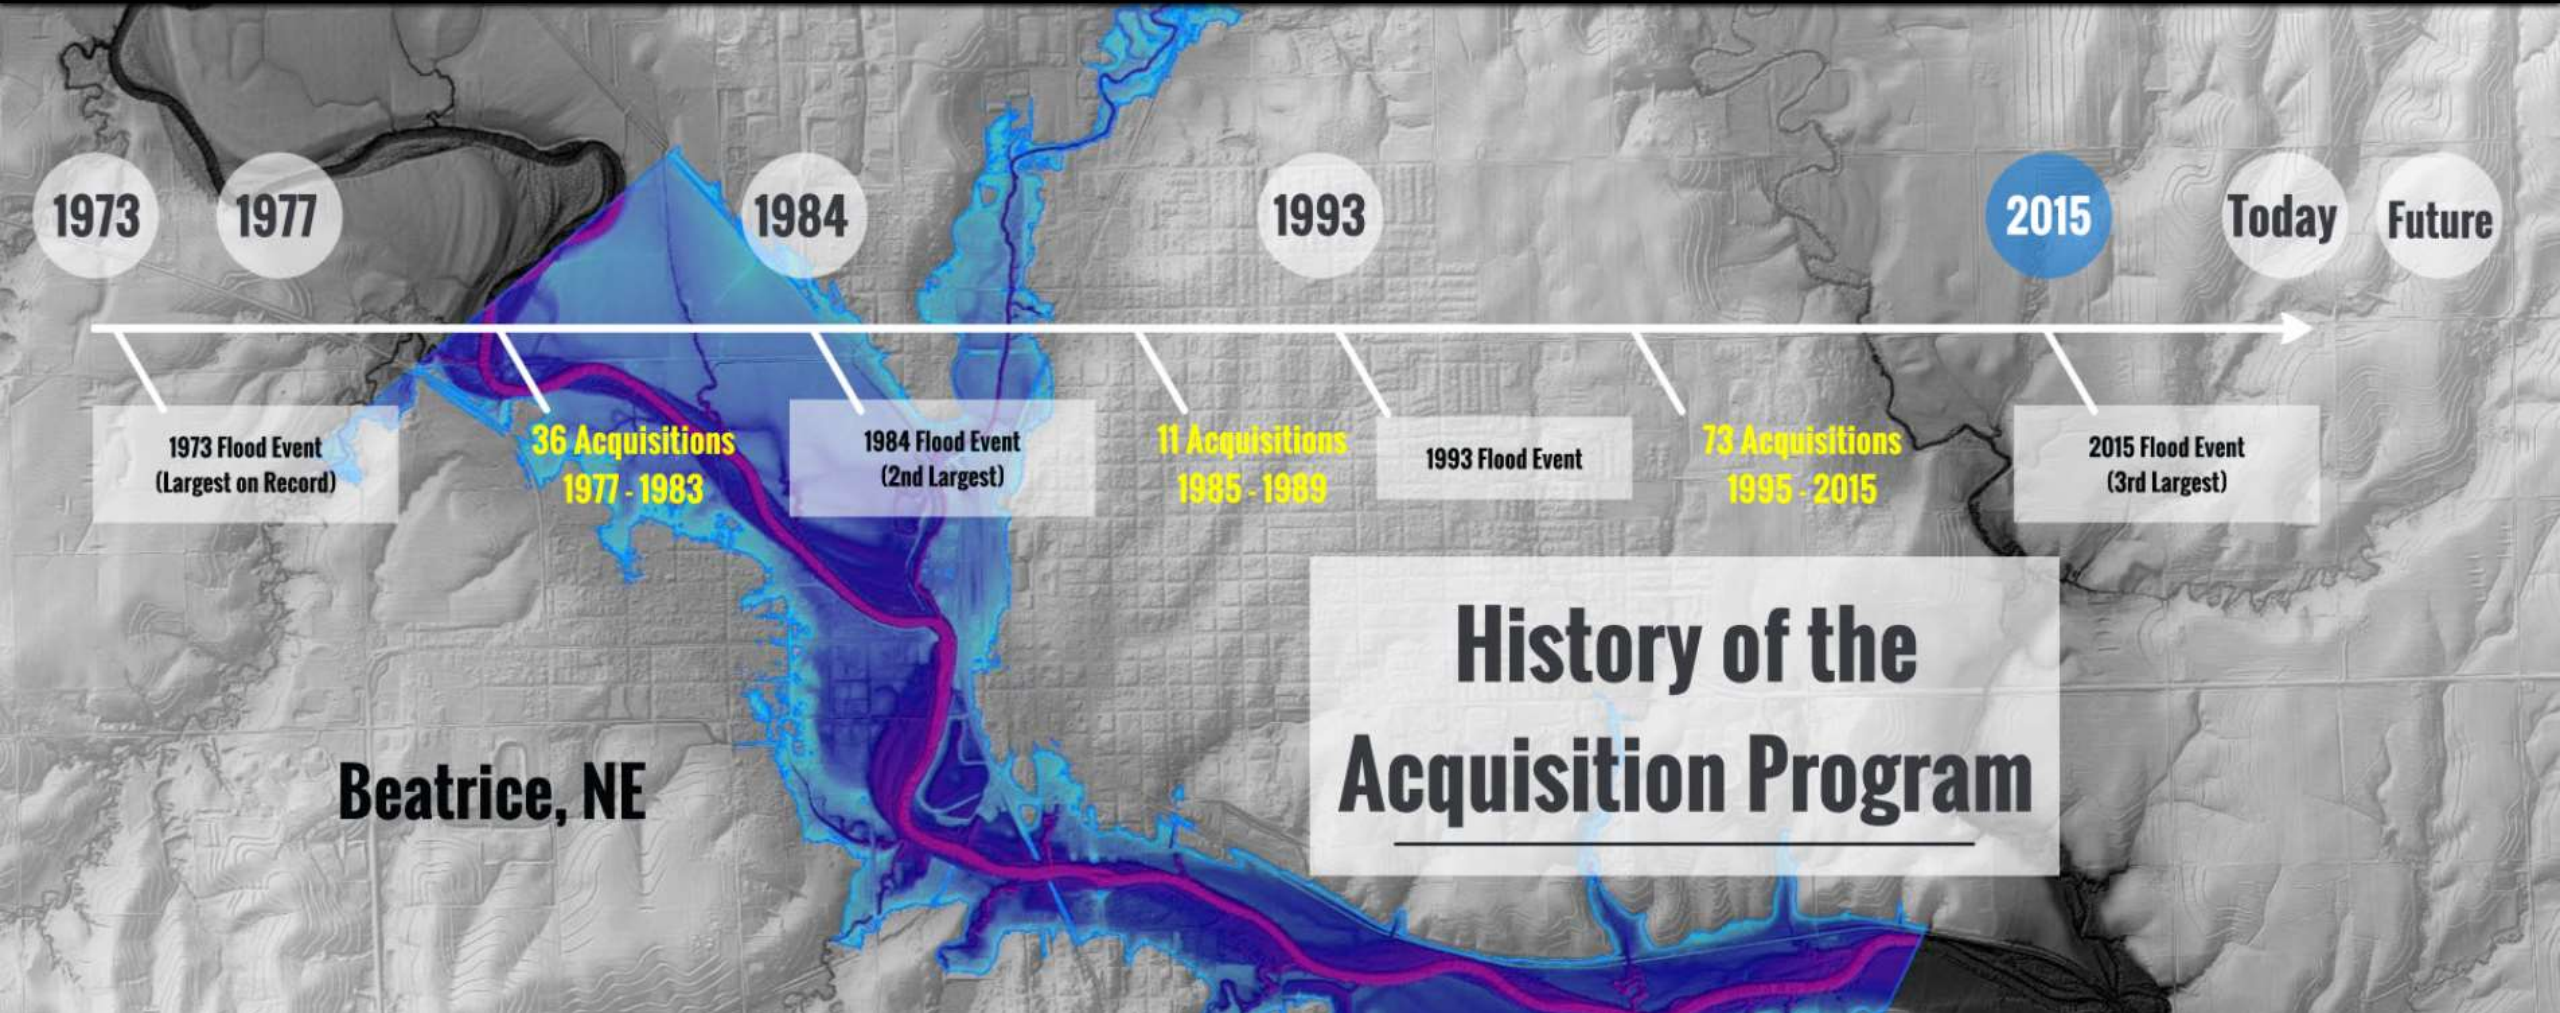 1973
1977
1984
1993
2015
Today
Future
1973 Flood Event
(Largest on Record)
36 Acquisitions
1977 - 1983
1984 Flood Event
(2nd Largest)
11 Acquisitions
1985 - 1989
1993 Flood Event
73 Acquisitions
1995 - 2015
2015 Flood Event
(3rd Largest)
History of the
Acquisition Program
Beatrice, NE